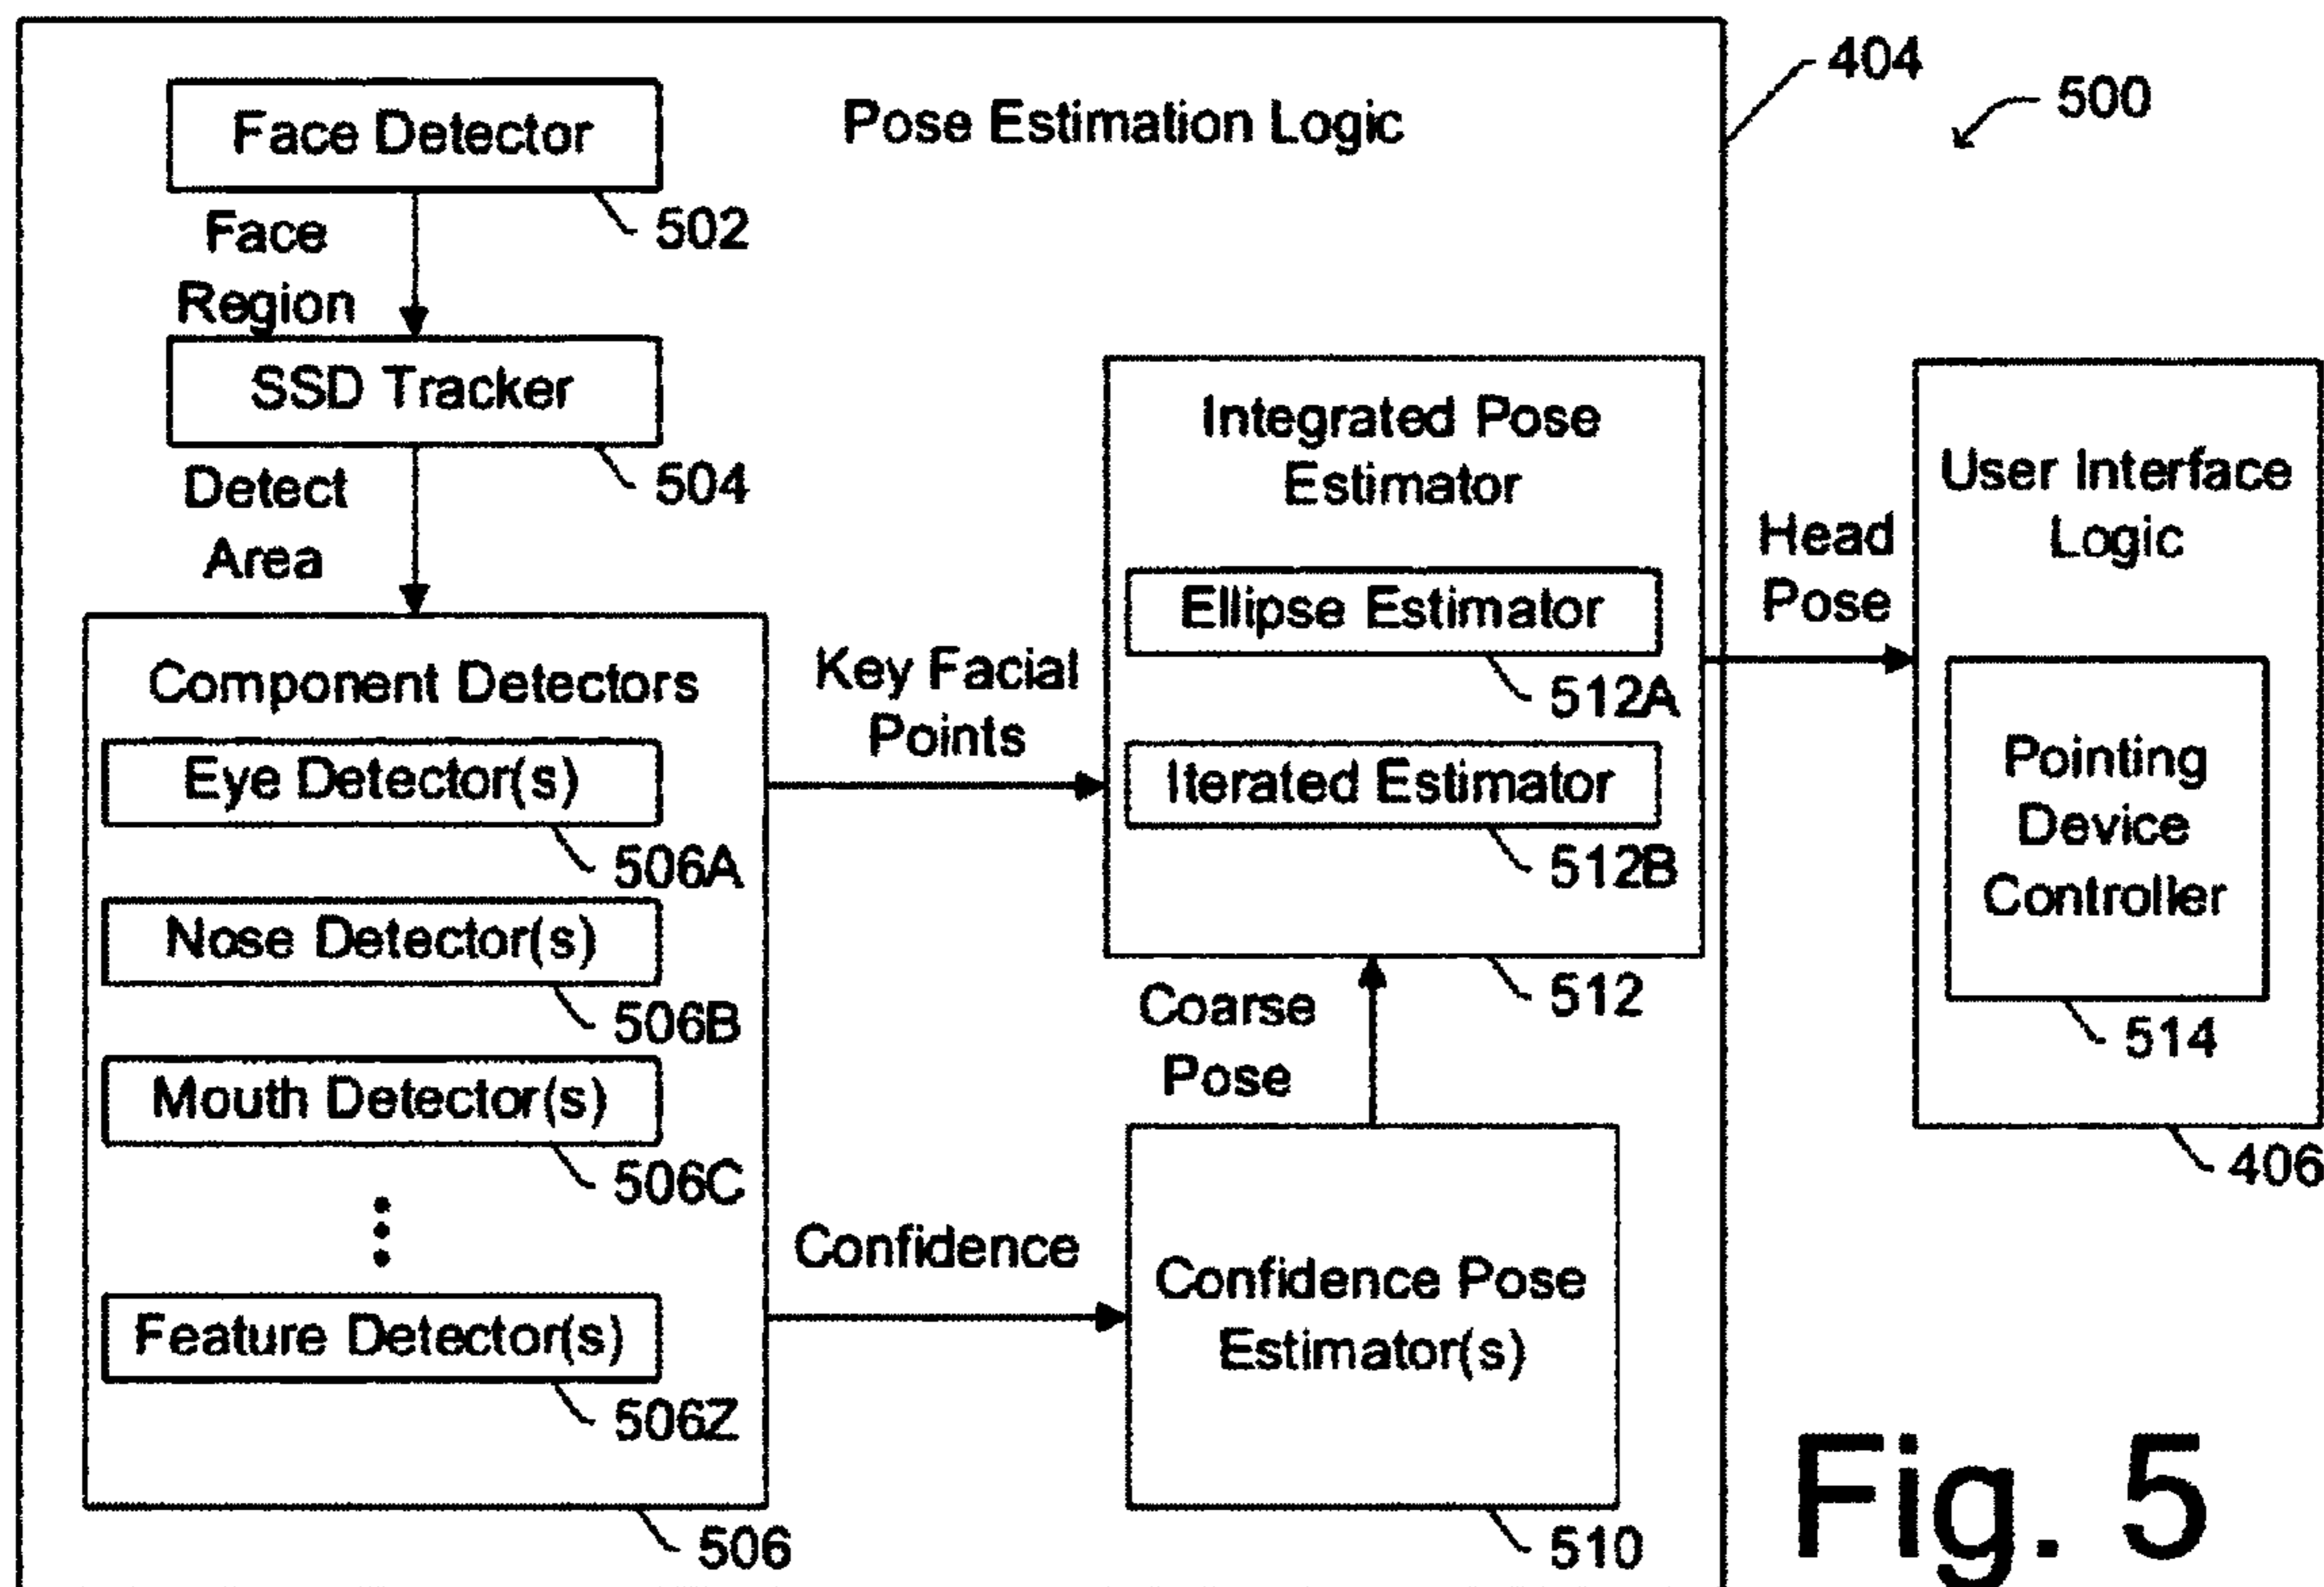 404
500
Pose Estimation Logic
Face Detector
502
Face
Region
SSD Tracker
504
Detect
Area
Component Detectors
Eye Detector(s)
506A
Nose Detector(s)
506B
Mouth Detector(s)
506C
Feature Detector(s)
506Z
506
Key Facial
Points
Confidence
Integrated Pose
Estimator
Ellipse Estimator
512A
Iterated Estimator
512B
512
Coarse
Pose
Confidence Pose
Estimator(s)
510
Head
Pose
User Interface
Logic
Pointing
Device
Controller
514
406
Fig. 5